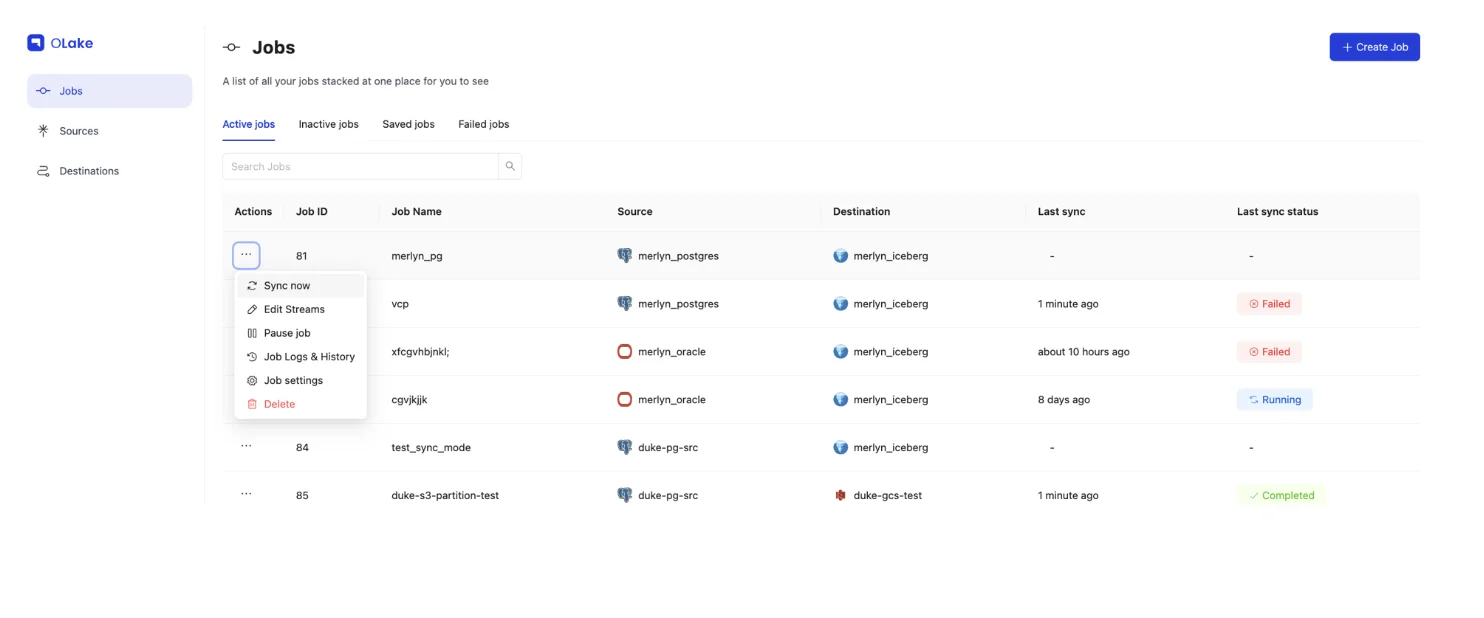 OLake
Jobs
Sources
Destinations
Jobs
Create Job
A list of all your jobs stacked at one place for you to see
Active jobs Inactive jobs Saved jobs Failed jobs
Search Jobs
Actions Job ID Job Name Source Destination Last sync Last sync status
... 81 merlyn_pg merlyn_postgres merlyn_iceberg - -
Sync now
Edit Streams
Pause job
Job Logs & History
Job settings
Delete
vcp merlyn_postgres merlyn_iceberg 1 minute ago Failed
xfcgvhbjnkl; merlyn_oracle merlyn_iceberg about 10 hours ago Failed
cgvjkjjk merlyn_oracle merlyn_iceberg 8 days ago Running
... 84 test_sync_mode duke-pg-src merlyn_iceberg - -
... 85 duke-s3-partition-test duke-pg-src duke-gcs-test 1 minute ago Completed